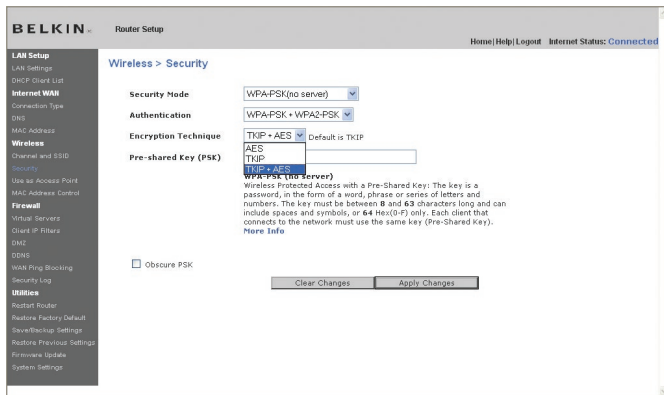 BELKIN
Router Setup
Home|Help|Logout Internet Status: Connected
LAN Setup
LAN Settings
DHCP Client List
Internet WAN
Connection Type
DNS
MAC Address
Wireless
Channel and SSID
Security
Use as Access Point
MAC Address Control
Firewall
Virtual Servers
Client IP Filters
DMZ
DDNS
WAN Ping Blocking
Security Log
Utilities
Restart Router
Restore Factory Default
Save/Backup Settings
Restore Previous Settings
Firmware Update
System Settings
Wireless > Security
Security Mode WPA-PSK(no server)
Authentication WPA-PSK + WPA2-PSK
Encryption Technique TKIP + AES Default is TKIP
AES
TKIP
TKIP + AES
Pre-shared Key (PSK)
WPA-PSK (no server)
Wireless Protected Access with a Pre-Shared Key: The key is a
password, in the form of a word, phrase or series of letters and
numbers. The key must be between 8 and 63 characters long and can
include spaces and symbols, or 64 Hex(0-F) only. Each client that
connects to the network must use the same key (Pre-Shared Key).
More Info
Obscure PSK
Clear Changes Apply Changes